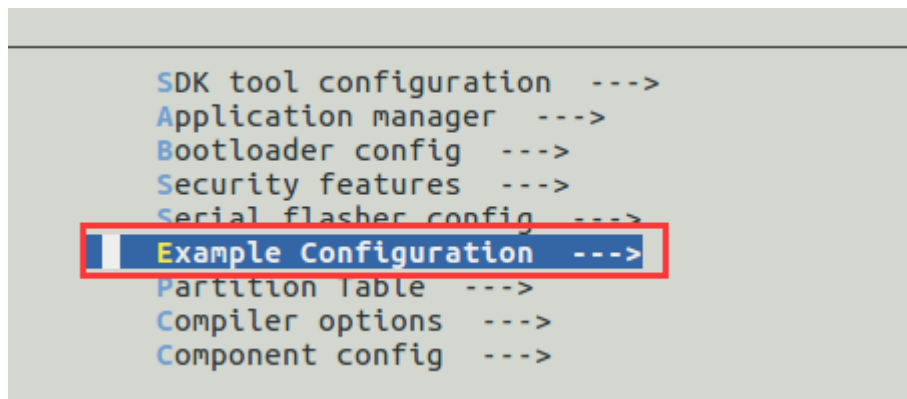 SDK tool configuration --->
Application manager --->
Bootloader config --->
Security features --->
Serial flasher config --->
Example Configuration --->
Partition Table --->
Compiler options --->
Component config --->